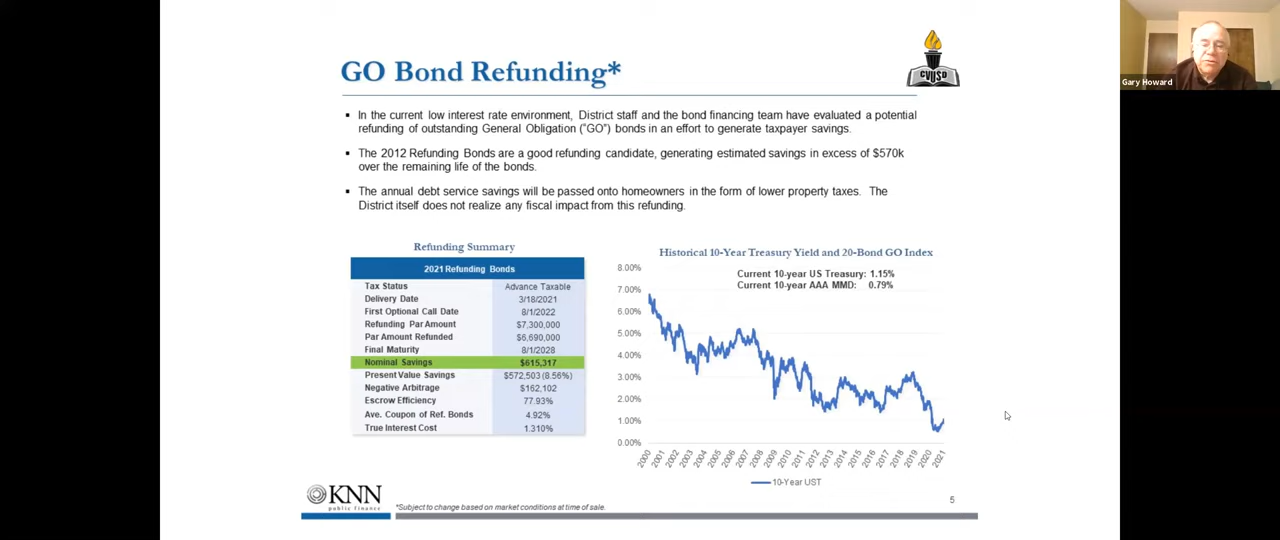 GO Bond Refunding*
CVUSD
Gary Howard
▪ In the current low interest rate environment, District staff and the bond financing team have evaluated a potential
refunding of outstanding General Obligation ("GO") bonds in an effort to generate taxpayer savings.
▪ The 2012 Refunding Bonds are a good refunding candidate, generating estimated savings in excess of $570k
over the remaining life of the bonds.
▪ The annual debt service savings will be passed onto homeowners in the form of lower property taxes. The
District itself does not realize any fiscal impact from this refunding.
Refunding Summary
2021 Refunding Bonds
Tax Status Advance Taxable
Delivery Date 3/18/2021
First Optional Call Date 8/1/2022
Refunding Par Amount $7,300,000
Par Amount Refunded $6,690,000
Final Maturity 8/1/2028
Nominal Savings $615,317
Present Value Savings $572,503 (8.56%)
Negative Arbitrage $162,102
Escrow Efficiency 77.93%
Ave. Coupon of Ref. Bonds 4.92%
True Interest Cost 1.310%
Historical 10-Year Treasury Yield and 20-Bond GO Index
Current 10-year US Treasury: 1.15%
Current 10-year AAA MMD: 0.79%
8.00%
7.00%
6.00%
5.00%
4.00%
3.00%
2.00%
1.00%
0.00%
2000 2001 2002 2003 2004 2005 2006 2007 2008 2009 2010 2011 2012 2013 2014 2015 2016 2017 2018 2019 2020 2021
10-Year UST
KNN
public finance
*Subject to change based on market conditions at time of sale.
5